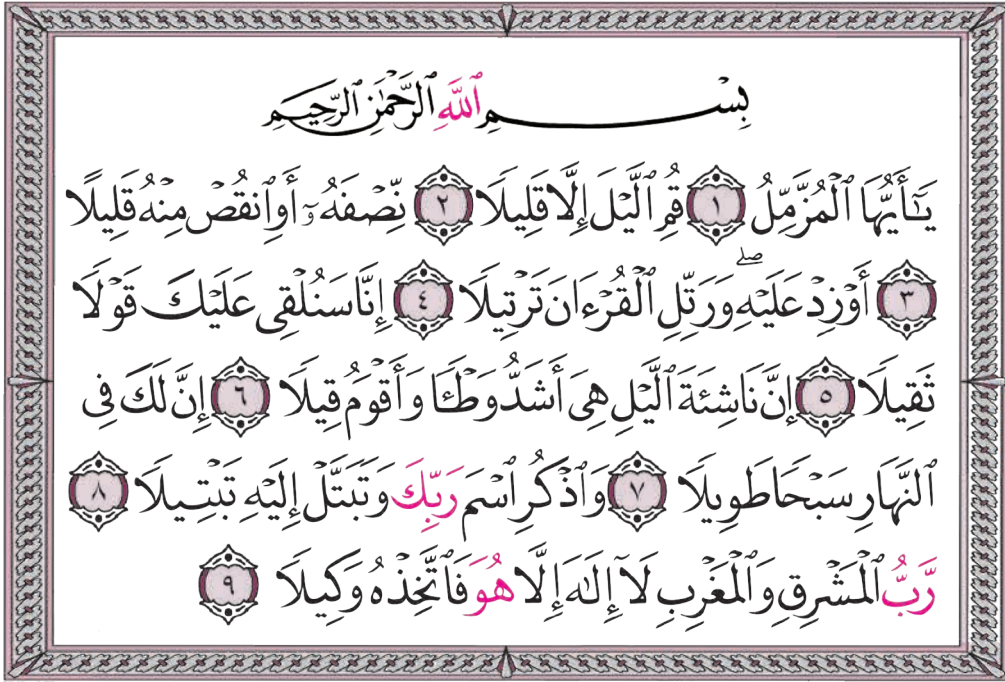 بِسْمِ ٱللَّهِ ٱلرَّحْمَٰنِ ٱلرَّحِيمِ
يَٰٓأَيُّهَا ٱلْمُزَّمِّلُ ١ قُمِ ٱلَّيْلَ إِلَّا قَلِيلًا ٢ نِّصْفَهُۥٓ أَوِ ٱنقُصْ مِنْهُ قَلِيلًا
٣ أَوْ زِدْ عَلَيْهِۖ وَرَتِّلِ ٱلْقُرْءَانَ تَرْتِيلًا ٤ إِنَّا سَنُلْقِى عَلَيْكَ قَوْلًا
ثَقِيلًا ٥ إِنَّ نَاشِئَةَ ٱلَّيْلِ هِىَ أَشَدُّ وَطْـًٔا وَأَقْوَمُ قِيلًا ٦ إِنَّ لَكَ فِى
ٱلنَّهَارِ سَبْحًا طَوِيلًا ٧ وَٱذْكُرِ ٱسْمَ رَبِّكَ وَتَبَتَّلْ إِلَيْهِ تَبْتِيلًا ٨
رَّبُّ ٱلْمَشْرِقِ وَٱلْمَغْرِبِ لَآ إِلَٰهَ إِلَّا هُوَ فَٱتَّخِذْهُ وَكِيلًا ٩